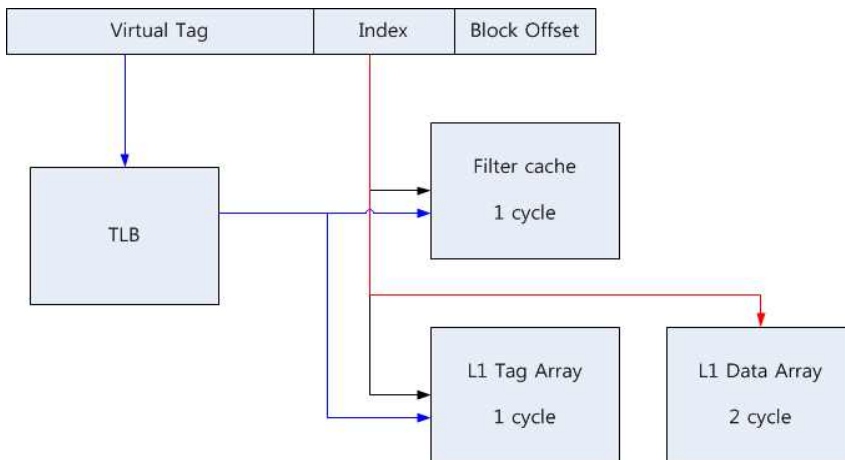 Virtual Tag
Index
Block Offset
Filter cache
1 cycle
TLB
L1 Tag Array
1 cycle
L1 Data Array
2 cycle